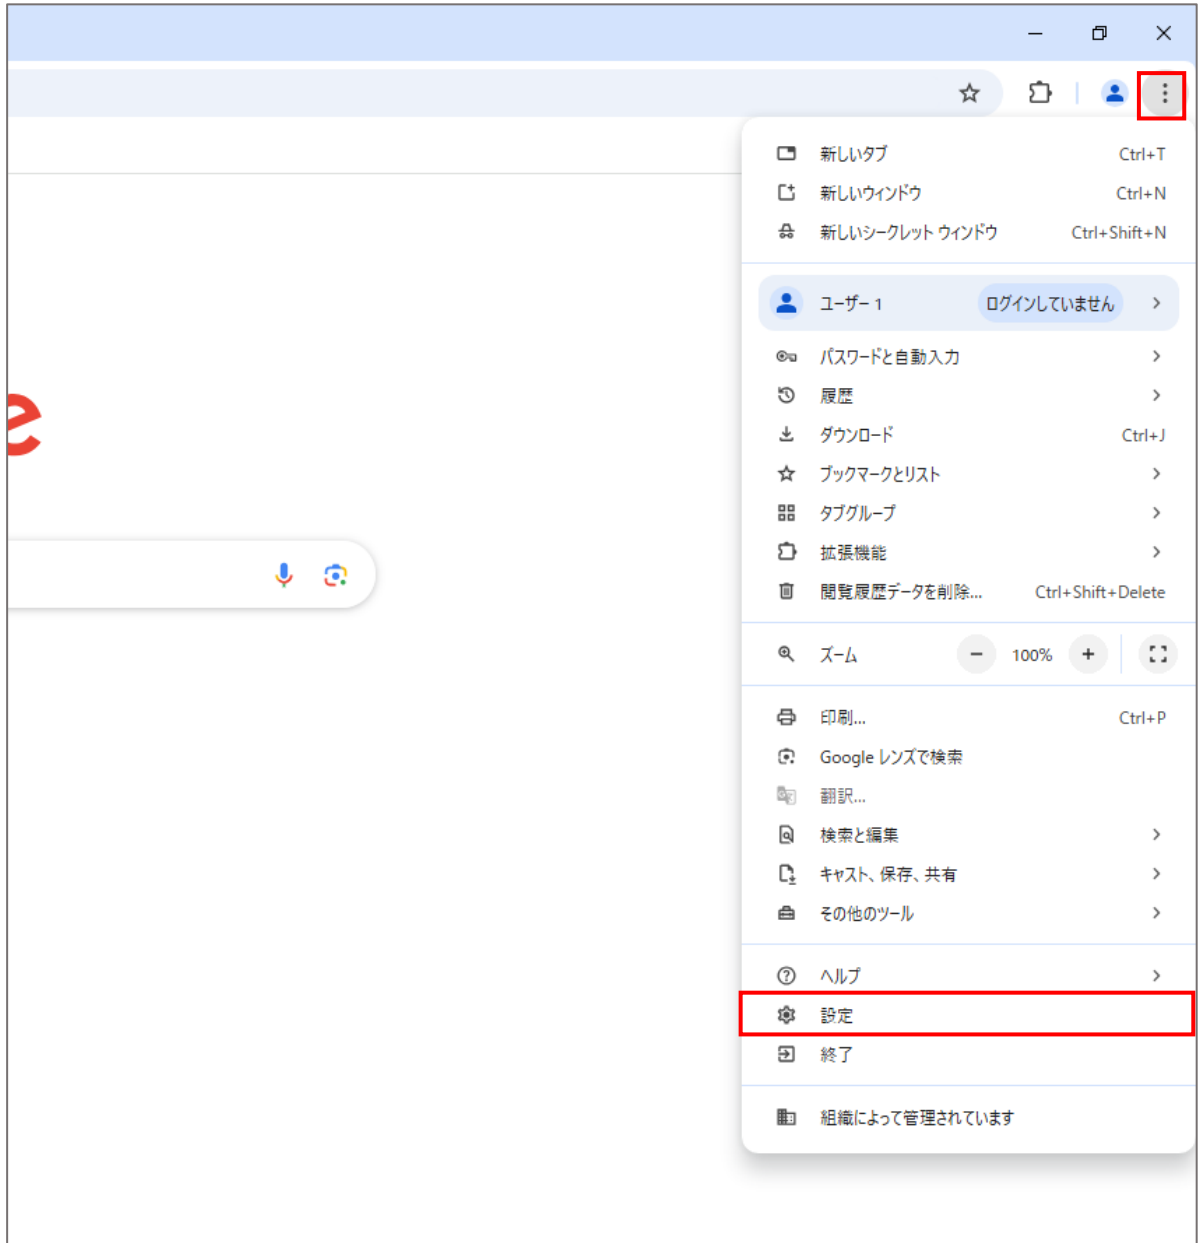 新しいタブ Ctrl+T
新しいウィンドウ Ctrl+N
新しいシークレット ウィンドウ Ctrl+Shift+N
ユーザー 1 ログインしていません
パスワードと自動入力
履歴
ダウンロード Ctrl+J
ブックマークとリスト
e
タブグループ
拡張機能
閲覧履歴データを削除... Ctrl+Shift+Delete
ズーム − 100% +
印刷... Ctrl+P
Google レンズで検索
翻訳...
検索と編集
キャスト、保存、共有
その他のツール
ヘルプ
設定
終了
組織によって管理されています